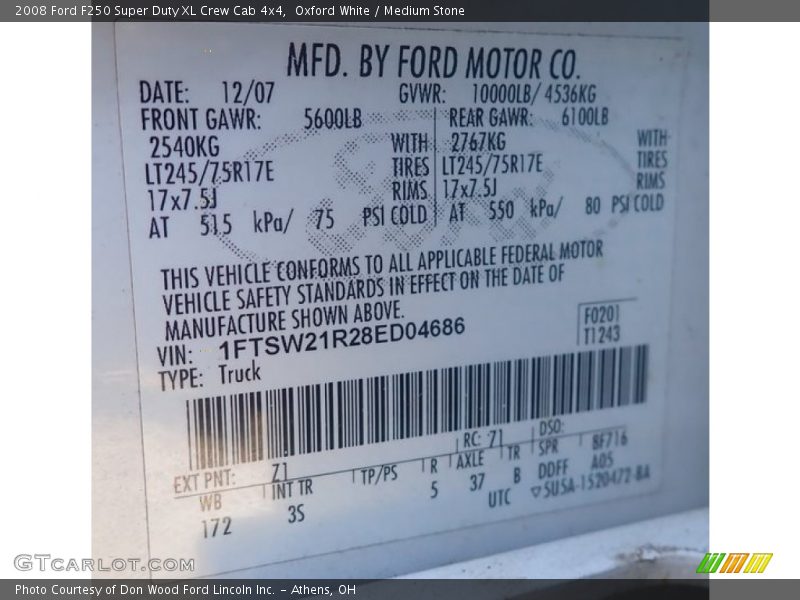 2008 Ford F250 Super Duty XL Crew Cab 4x4, Oxford White / Medium Stone
MFD. BY FORD MOTOR CO.
DATE: 12/07 GVWR: 10000LB/ 4536KG
FRONT GAWR: 5600LB REAR GAWR: 6100LB
2540KG WITH 2767KG WITH
LT245/75R17E TIRES LT245/75R17E TIRES
17x7.5J RIMS 17x7.5J RIMS
AT 515 kPa/ 75 PSI COLD AT 550 kPa/ 80 PSI COLD
THIS VEHICLE CONFORMS TO ALL APPLICABLE FEDERAL MOTOR
VEHICLE SAFETY STANDARDS IN EFFECT ON THE DATE OF
MANUFACTURE SHOWN ABOVE.
VIN: 1FTSW21R28ED04686 F0201
TYPE: Truck T1243
EXT PNT: Z1 RC: 71 DSO:
WB INT TR TP/PS R AXLE TR SPR 8F716
172 3S 5 37 B DDFF A05
UTC ▽5U5A-1520472-BA
GTCARLOT.COM
Photo Courtesy of Don Wood Ford Lincoln Inc. - Athens, OH